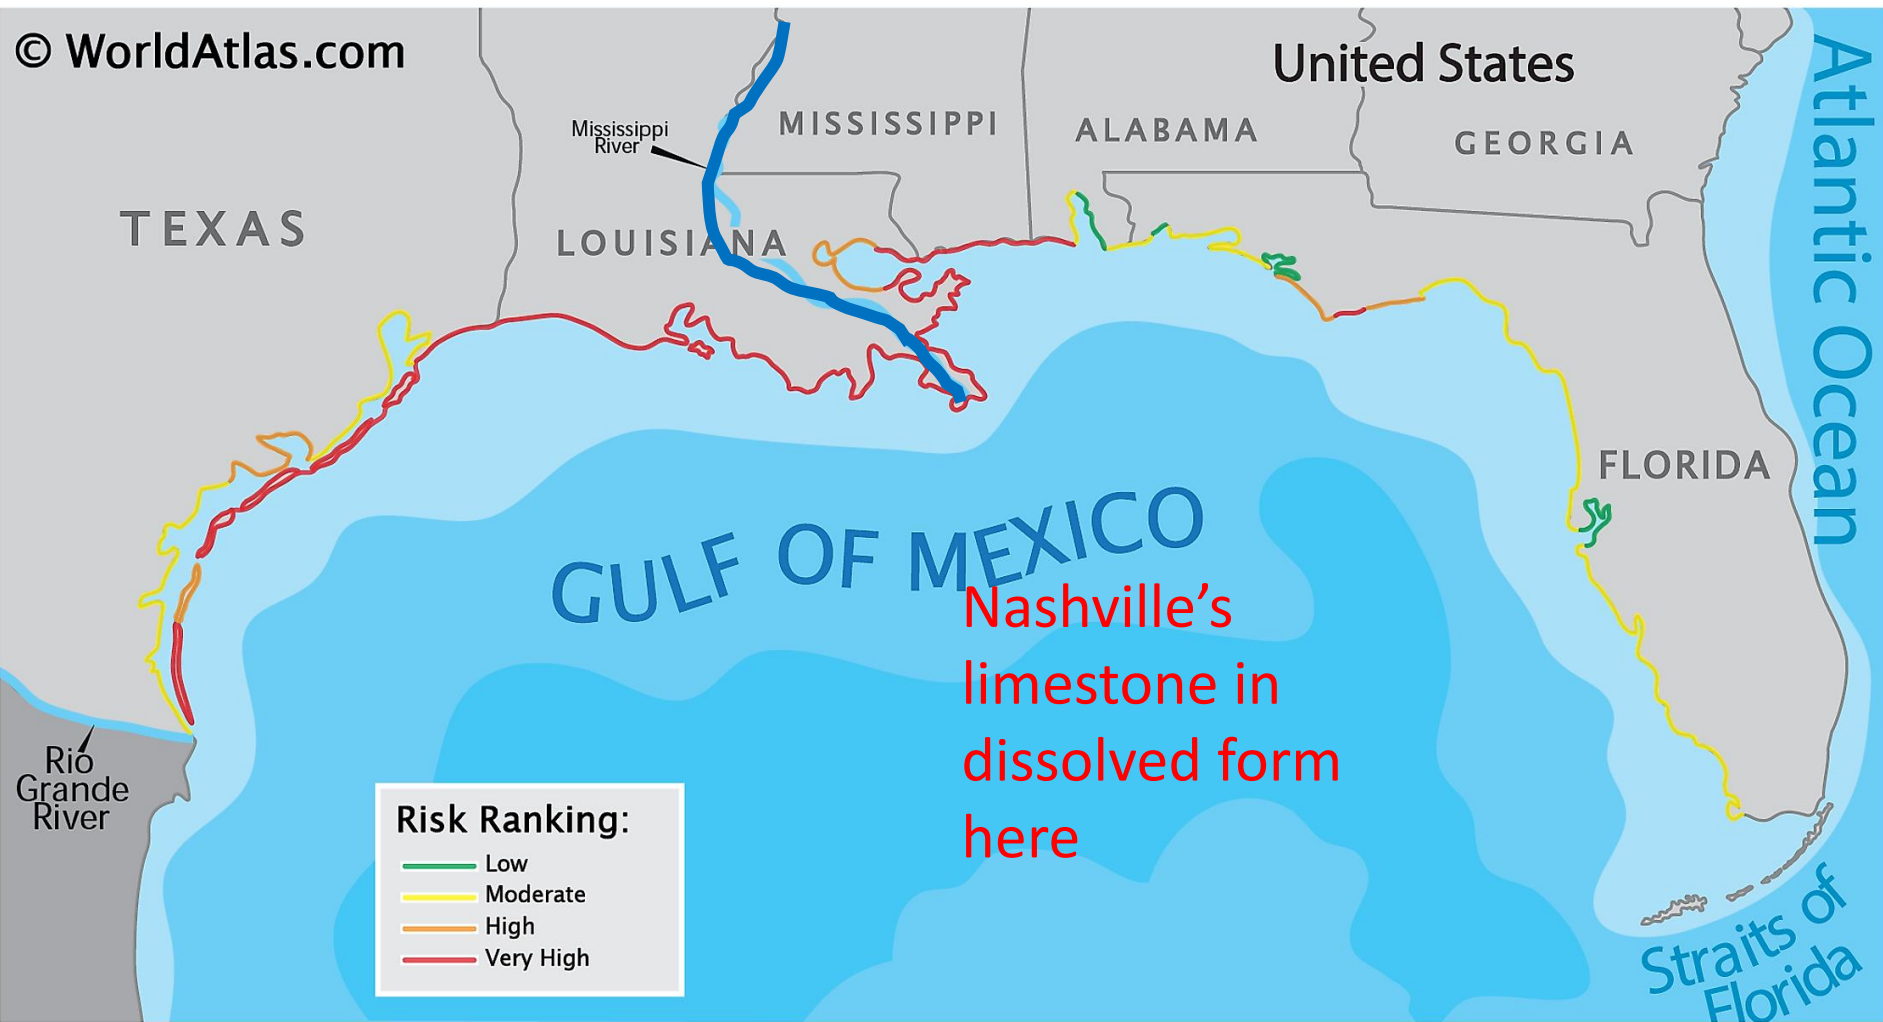 © WorldAtlas.com
United States
Atlantic Ocean
Mississippi
River
MISSISSIPPI
ALABAMA
GEORGIA
TEXAS
LOUISIANA
FLORIDA
GULF OF MEXICO
Nashville’s
limestone in
dissolved form
here
Rio
Grande
River
Risk Ranking:
Low
Moderate
High
Very High
Straits of
Florida